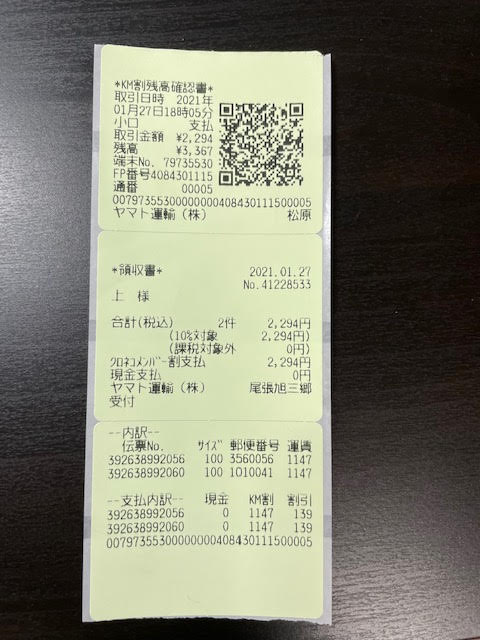 *KM割残高確認書*
取引日時 2021年
01月27日18時05分
小口 支払
取引金額 ¥2,294
残高 ¥3,367
端末No. 79735530
FP番号4084301115
通番 00005
007973553000000004084301115​00005
ヤマト運輸(株) 松原
*領収書* 2021.01.27
No.41228533
上 様
合計(税込) 2件 2,294円
(10%対象 2,294円)
(課税対象外 0円)
クロネコメンバー割支払 2,294円
現金支払 0円
ヤマト運輸(株) 尾張旭三郷
受付
--内訳--
伝票No. サイズ 郵便番号 運賃
392638992056 100 3560056 1147
392638992060 100 1010041 1147
--支払内訳-- 現金 KM割 割引
392638992056 0 1147 139
392638992060 0 1147 139
00797355300000000408430111500005